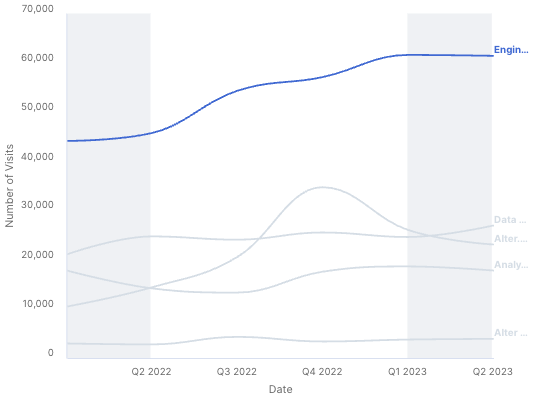 70,000
60,000
50,000
40,000
30,000
20,000
10,000
0
Number of Visits
Engin...
Data ...
Alter...
Analy...
Alter ...
Q2 2022
Q3 2022
Q4 2022
Q1 2023
Q2 2023
Date